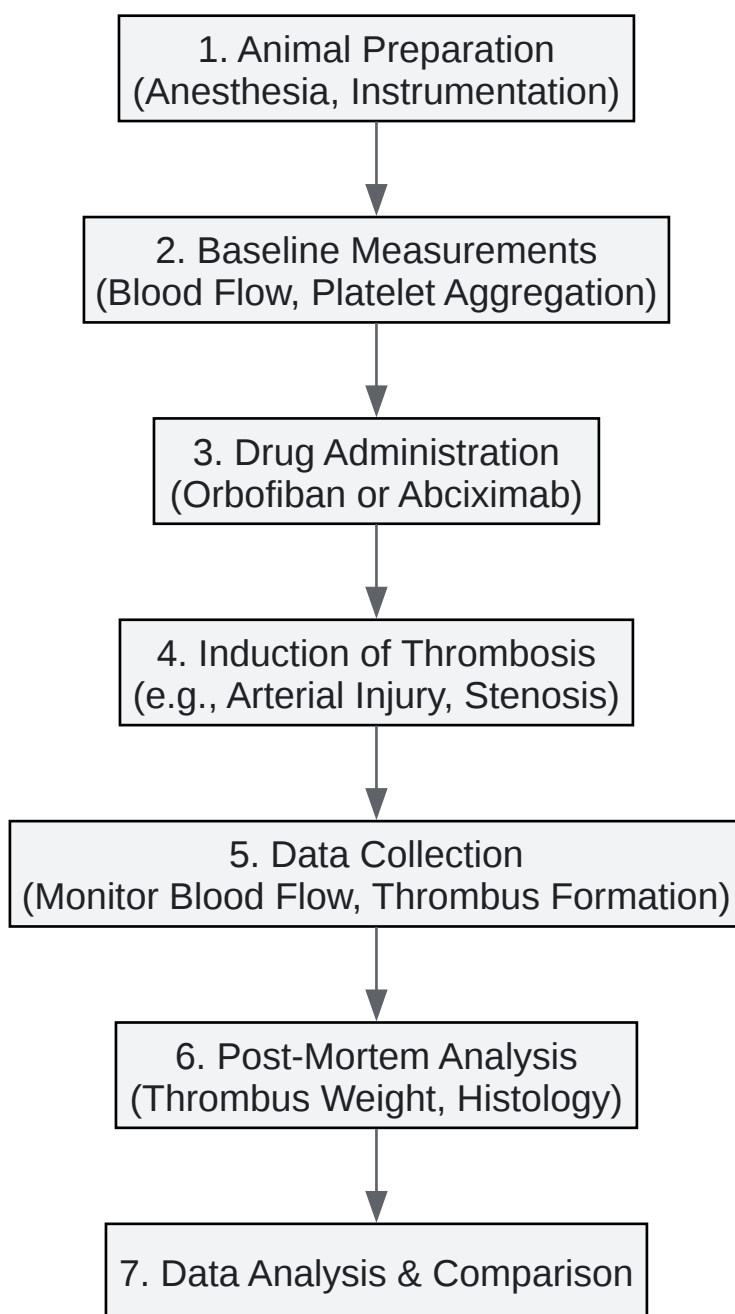 1. Animal Preparation
(Anesthesia, Instrumentation)
2. Baseline Measurements
(Blood Flow, Platelet Aggregation)
3. Drug Administration
(Orbofiban or Abciximab)
4. Induction of Thrombosis
(e.g., Arterial Injury, Stenosis)
5. Data Collection
(Monitor Blood Flow, Thrombus Formation)
6. Post-Mortem Analysis
(Thrombus Weight, Histology)
7. Data Analysis & Comparison